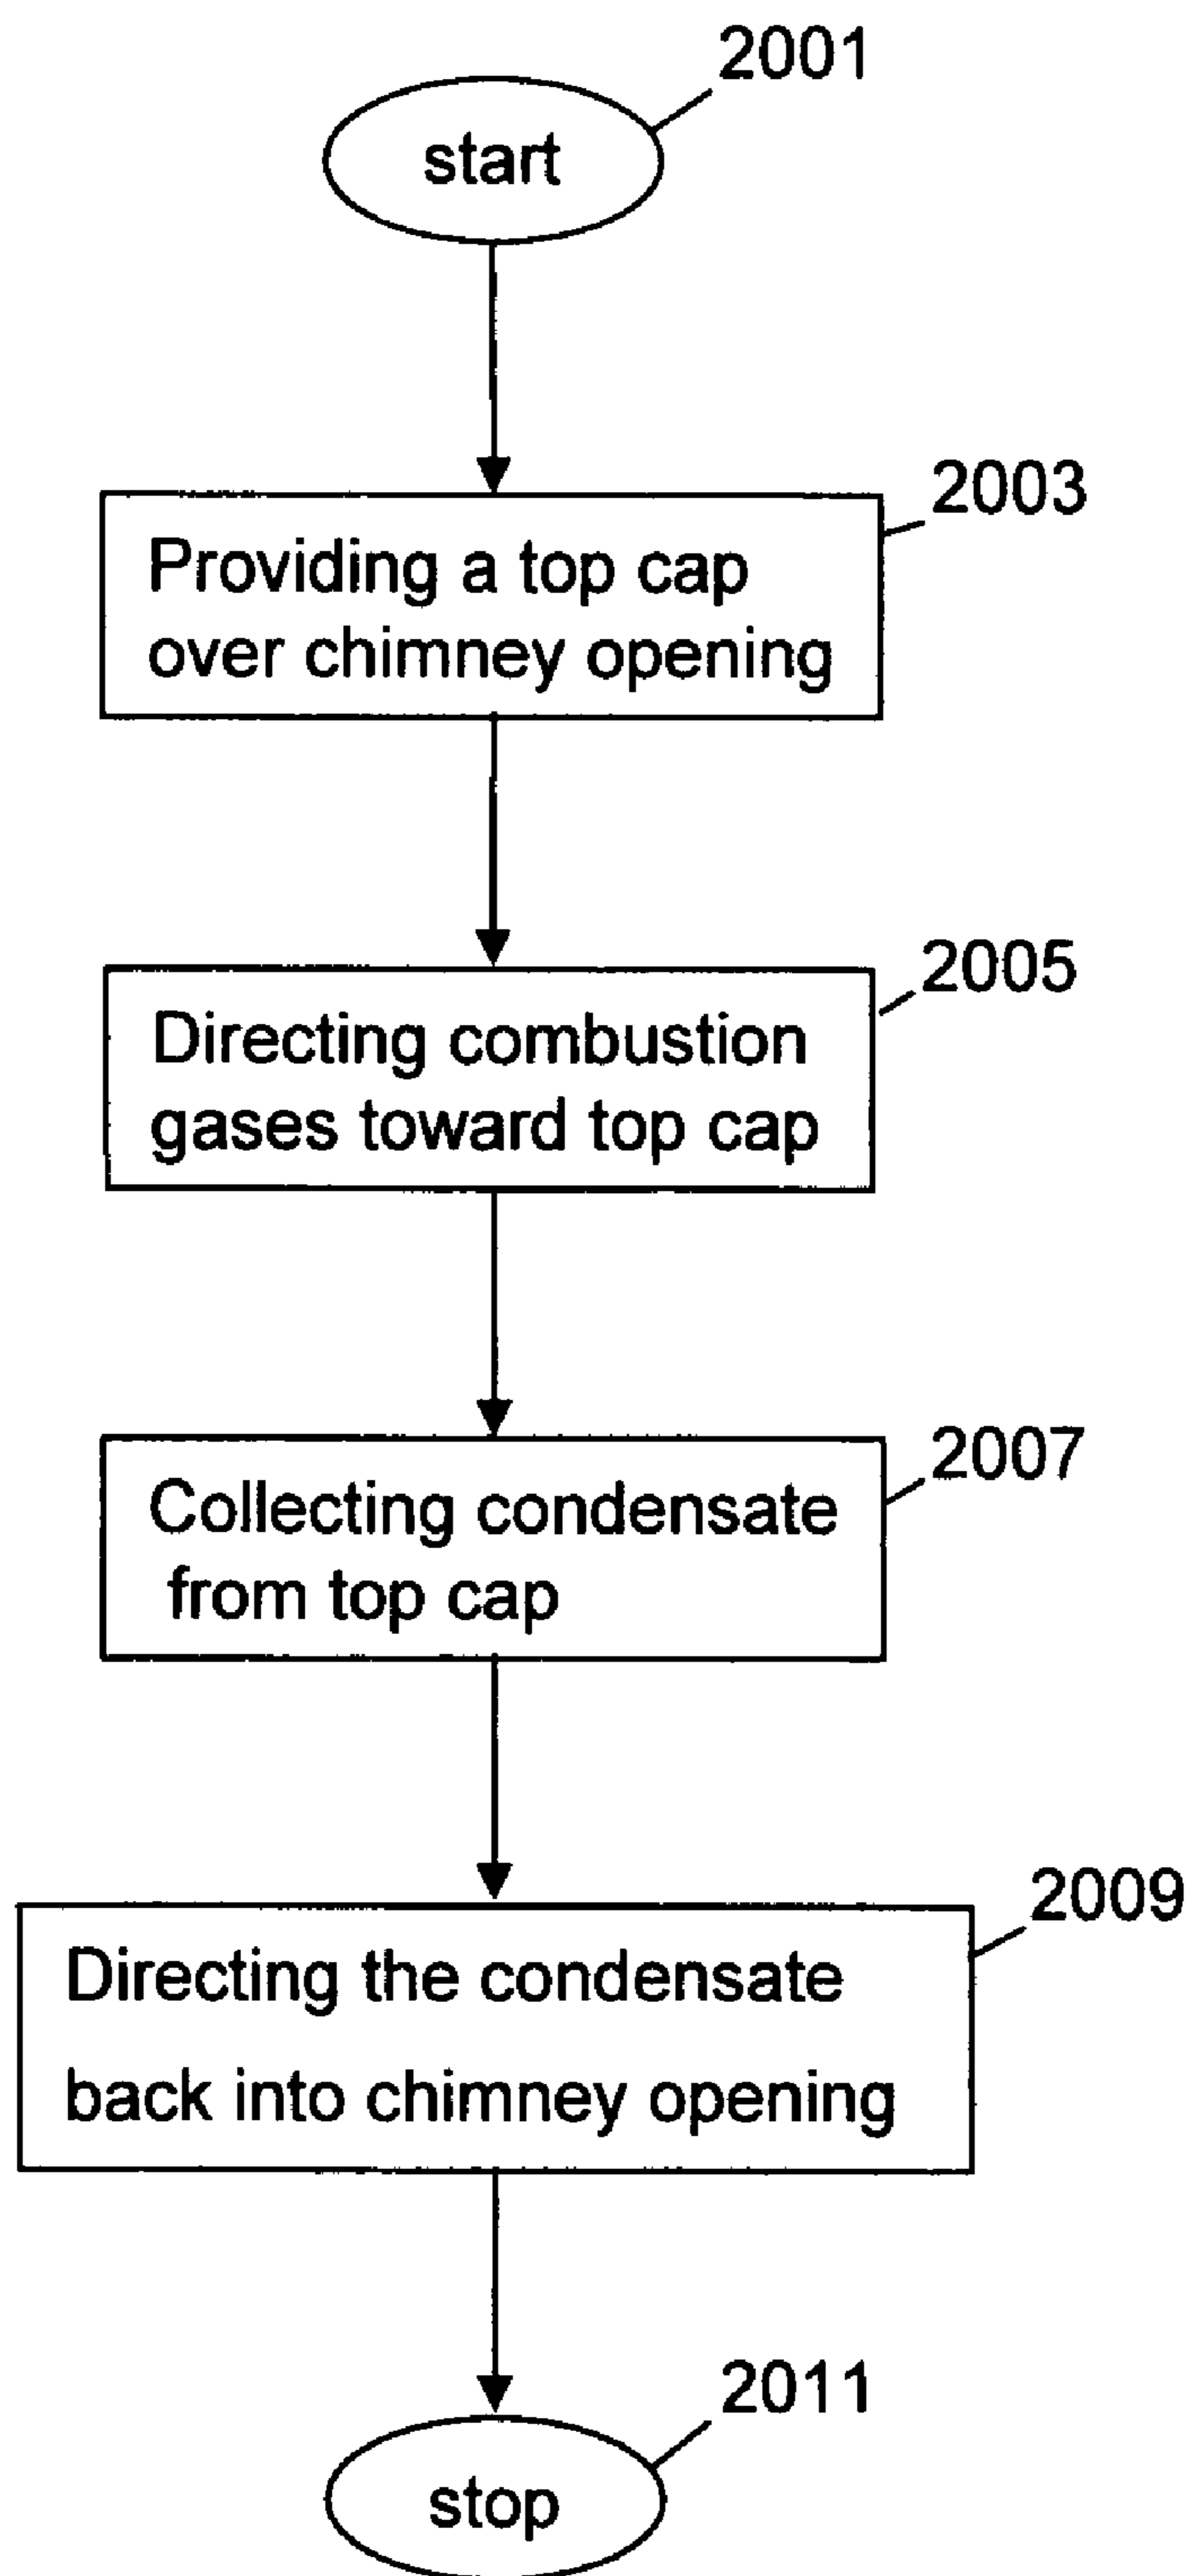 2001
start
2003
Providing a top cap
over chimney opening
2005
Directing combustion
gases toward top cap
2007
Collecting condensate
from top cap
2009
Directing the condensate
back into chimney opening
2011
stop